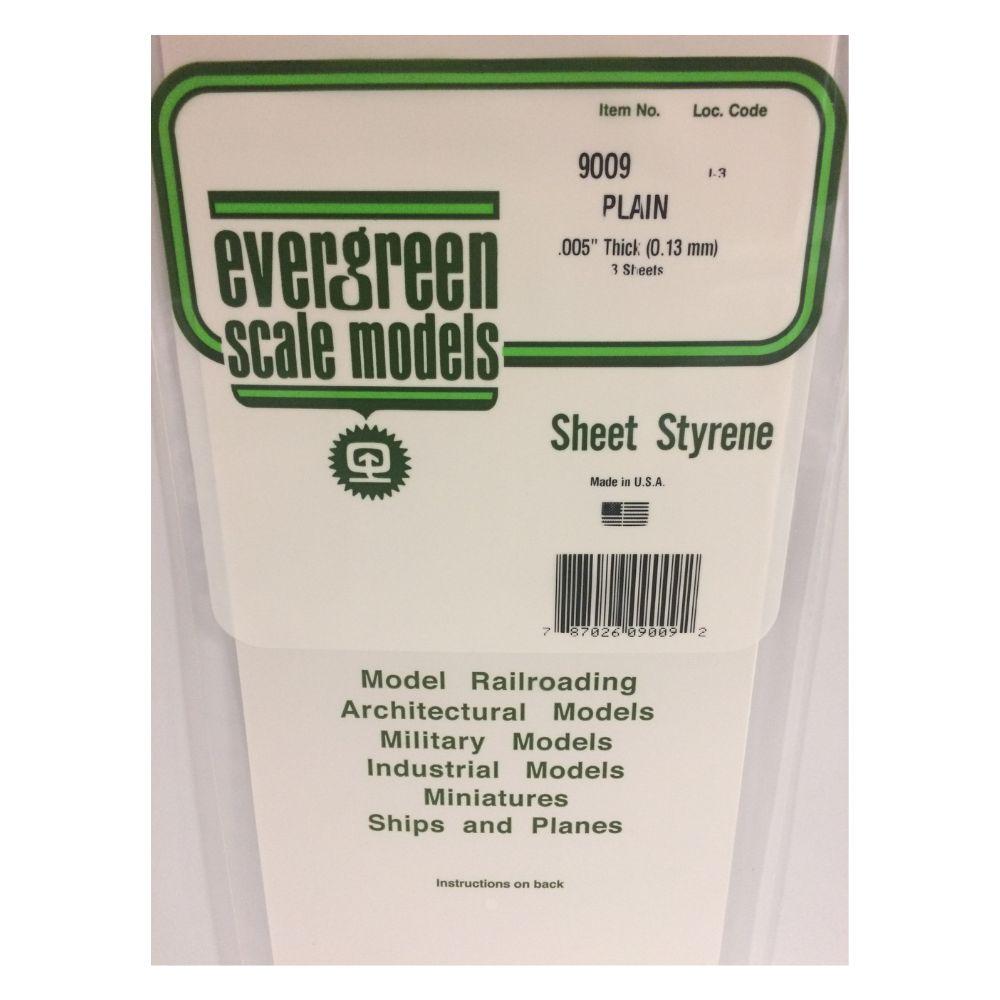 Item No. Loc. Code
9009 J-3
PLAIN
.005" Thick (0.13 mm)
3 Sheets
evergreen
scale models
Sheet Styrene
Made in U.S.A.
7 87026 09009 2
Model Railroading
Architectural Models
Military Models
Industrial Models
Miniatures
Ships and Planes
Instructions on back